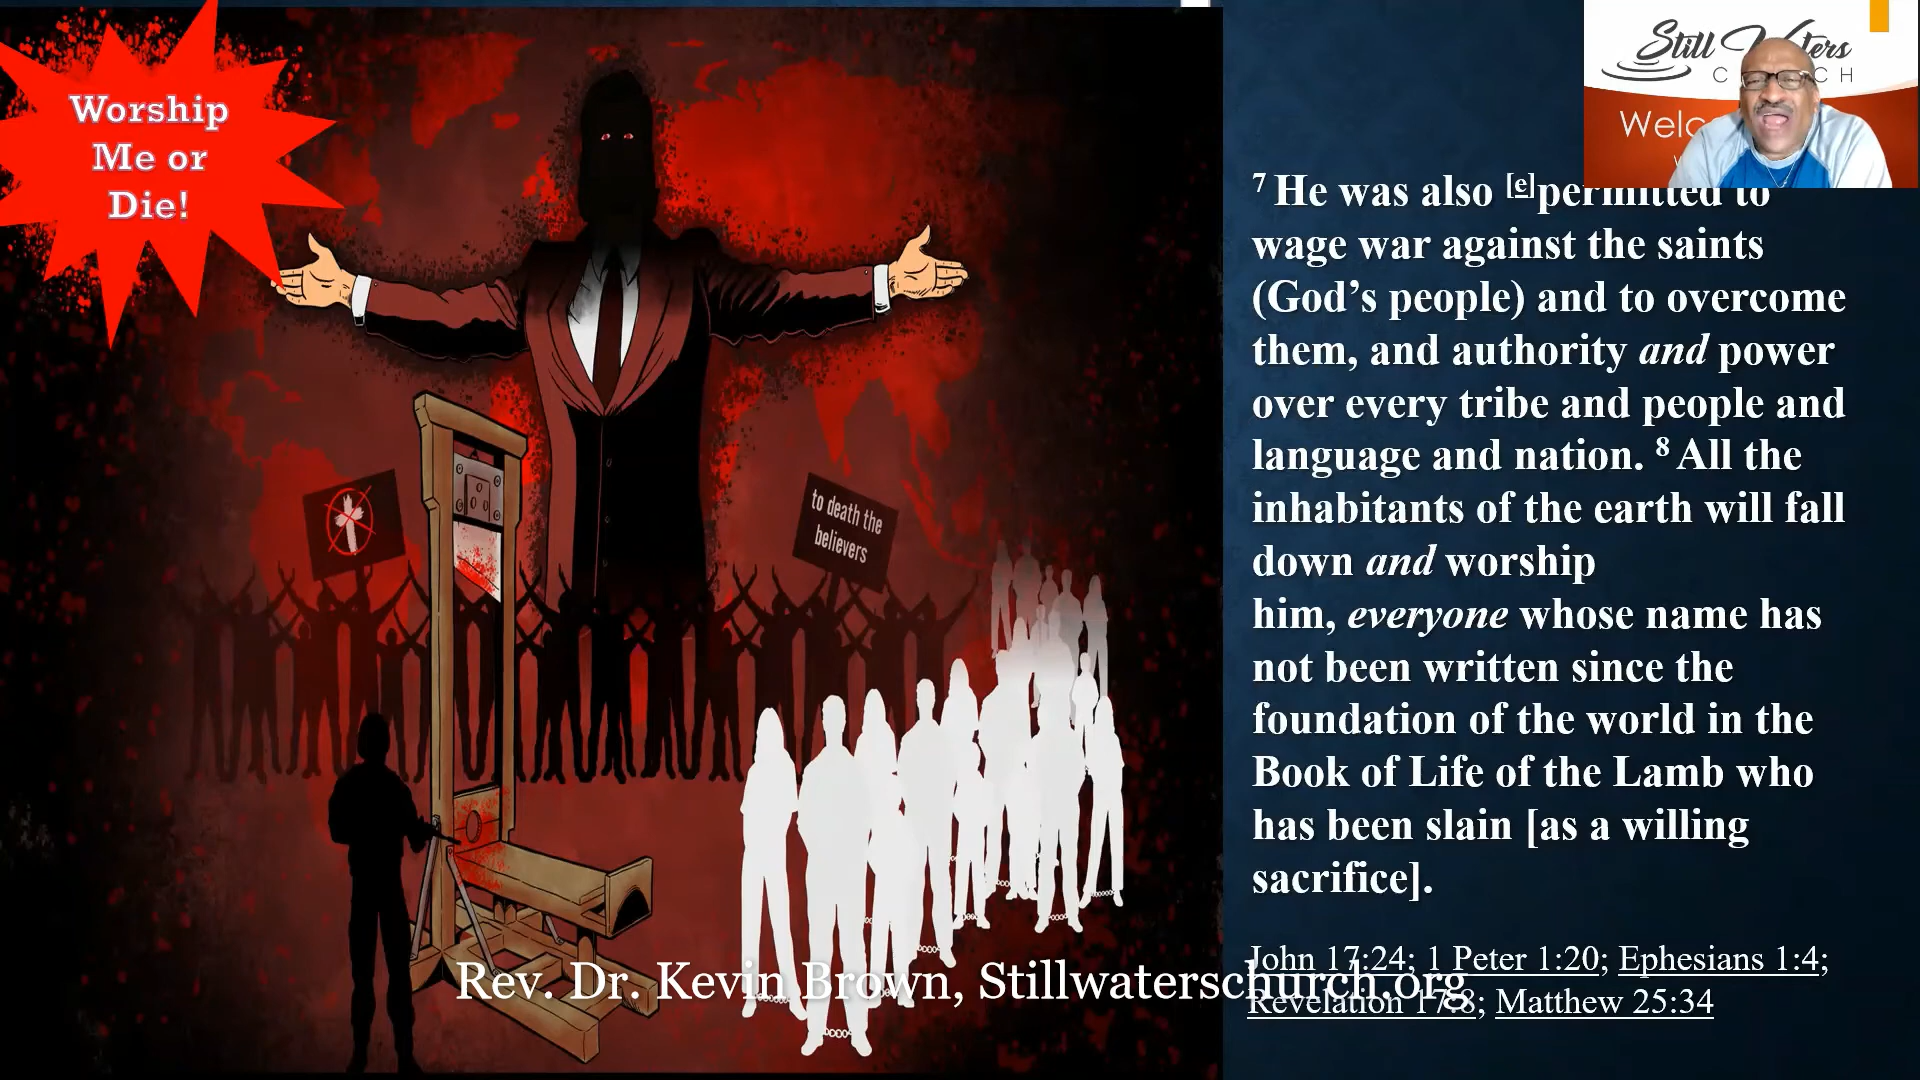 Worship
Me or
Die!
to death the
believers
Still Waters
Welc
7 He was also [e]permitted to
wage war against the saints
(God’s people) and to overcome
them, and authority and power
over every tribe and people and
language and nation. 8 All the
inhabitants of the earth will fall
down and worship
him, everyone whose name has
not been written since the
foundation of the world in the
Book of Life of the Lamb who
has been slain [as a willing
sacrifice].
John 17:24; 1 Peter 1:20; Ephesians 1:4;
Revelation 17:8; Matthew 25:34
Rev. Dr. Kevin Brown, Stillwaterschurch.org